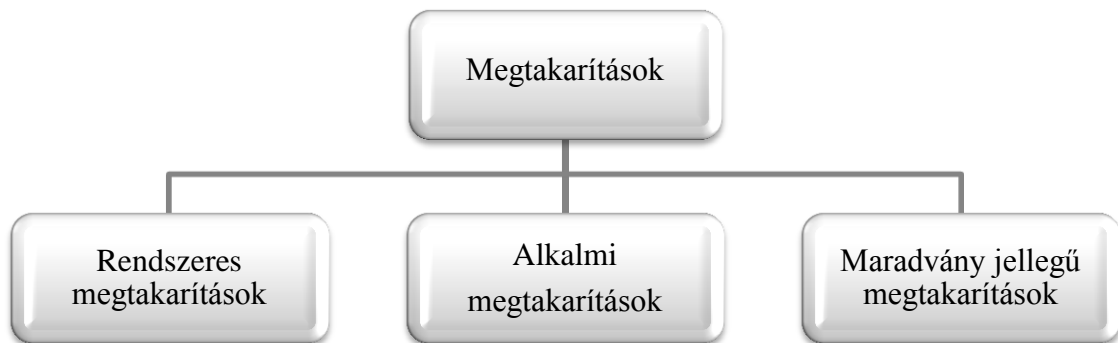 Megtakarítások
Rendszeres
megtakarítások
Alkalmi
megtakarítások
Maradvány jellegű
megtakarítások